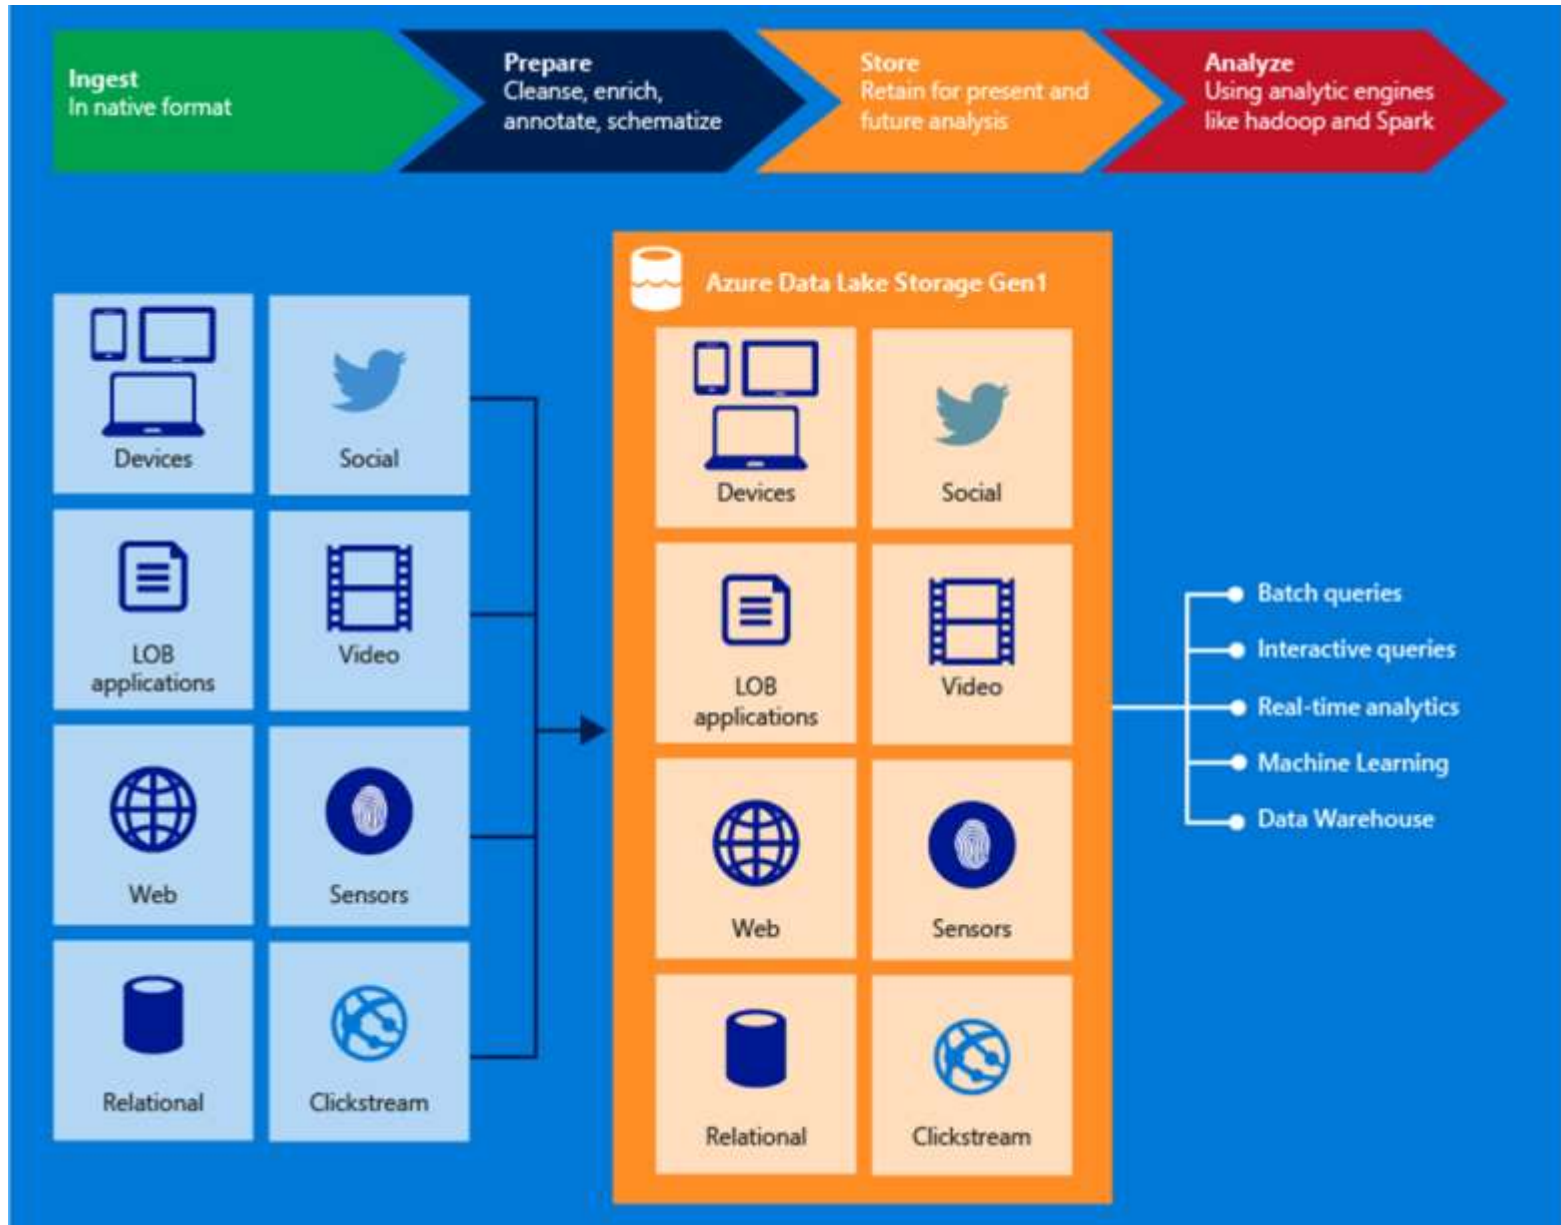 Ingest
In native format
Prepare
Cleanse, enrich,
annotate, schematize
Store
Retain for present and
future analysis
Analyze
Using analytic engines
like hadoop and Spark
Devices
Social
LOB
applications
Video
Web
Sensors
Relational
Clickstream
Azure Data Lake Storage Gen1
Devices
Social
LOB
applications
Video
Web
Sensors
Relational
Clickstream
Batch queries
Interactive queries
Real-time analytics
Machine Learning
Data Warehouse